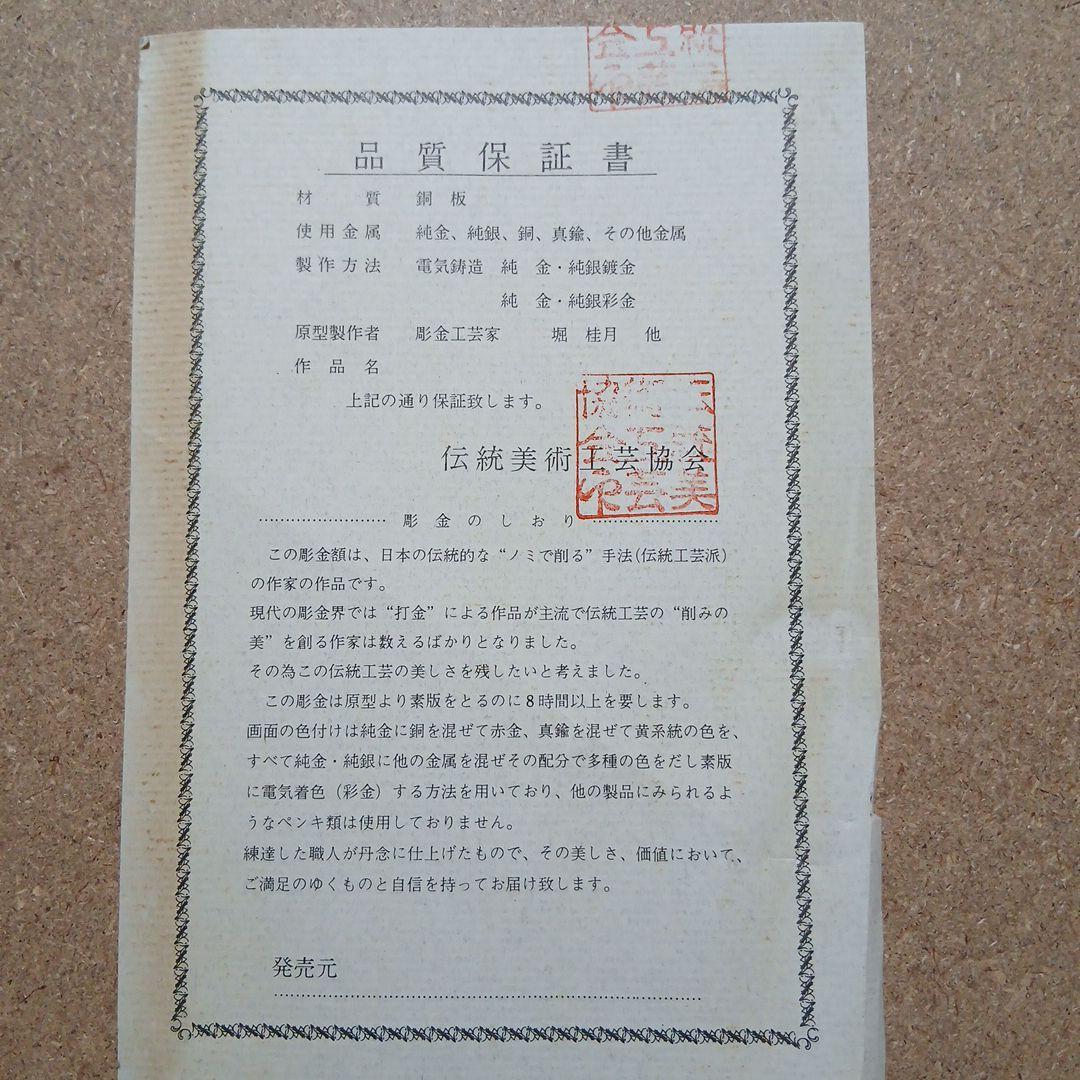 品質保証書
材 質 銅板
使用金属 純金、純銀、銅、真鍮、その他金属
製作方法 電気鋳造 純 金・純銀鍍金
純 金・純銀彩金
原型製作者 彫金工芸家 堀 桂月 他
作品名
上記の通り保証致します。
伝統美術工芸協会
彫金のしおり
この彫金額は、日本の伝統的な“ノミで削る”手法(伝統工芸派)
の作家の作品です。
現代の彫金界では“打金”による作品が主流で伝統工芸の“削みの
美”を創る作家は数えるばかりとなりました。
その為この伝統工芸の美しさを残したいと考えました。
この彫金は原型より素版をとるのに8時間以上を要します。
画面の色付けは純金に銅を混ぜて赤金、真鍮を混ぜて黄系統の色を、
すべて純金・純銀に他の金属を混ぜその配分で多種の色をだし素版
に電気着色(彩金)する方法を用いており、他の製品にみられるよ
うなペンキ類は使用しておりません。
練達した職人が丹念に仕上げたもので、その美しさ、価値において、
ご満足のゆくものと自信を持ってお届け致します。
発売元